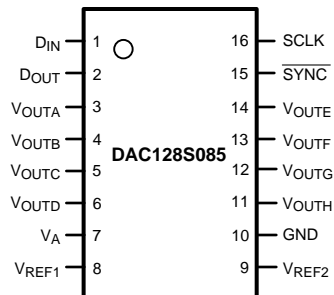 DIN 1 16 SCLK
DOUT 2 15 SYNC
VOUTA 3 14 VOUTE
VOUTB 4 13 VOUTF
DAC128S085
VOUTC 5 12 VOUTG
VOUTD 6 11 VOUTH
VA 7 10 GND
VREF1 8 9 VREF2